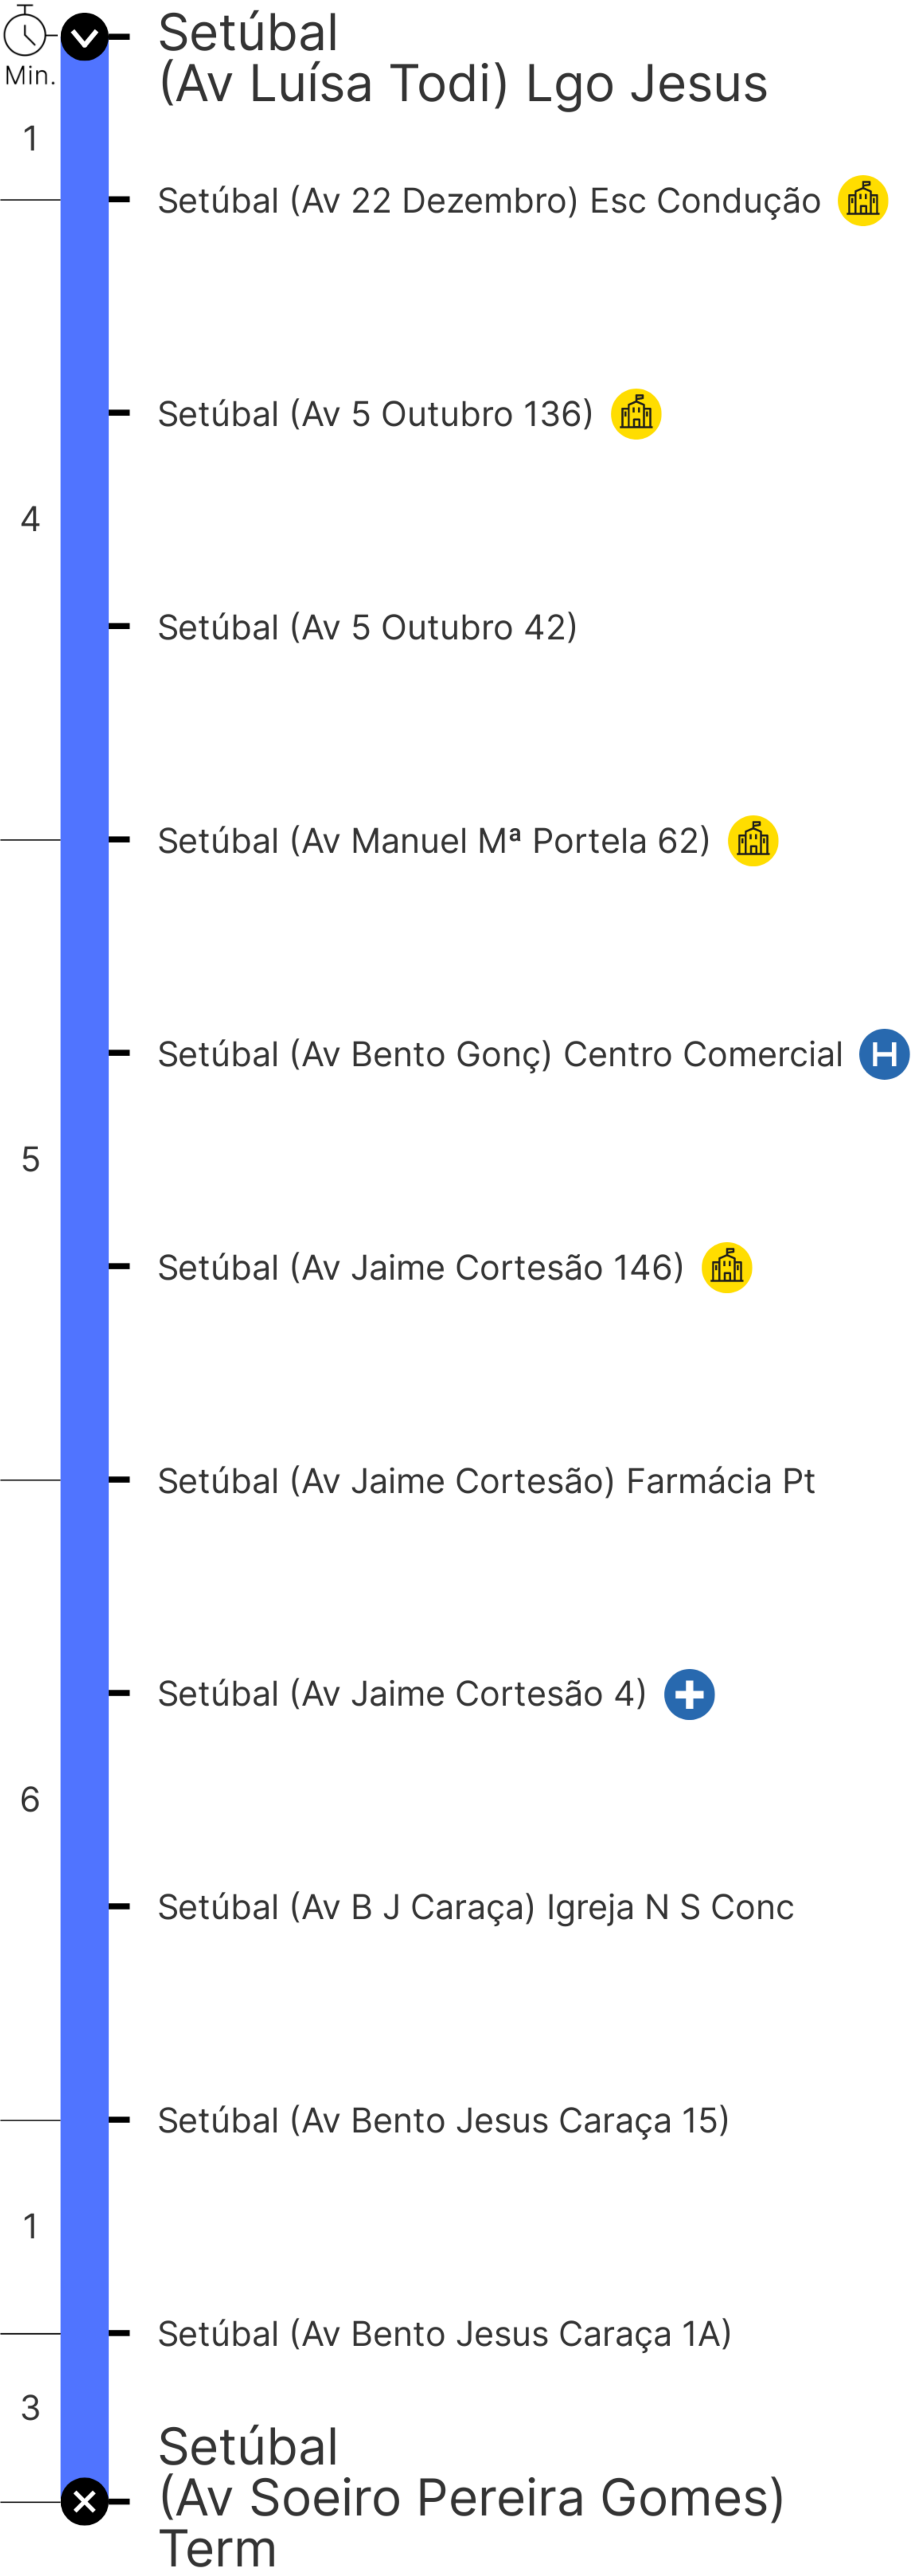 Setúbal
(Av Luísa Todi) Lgo Jesus
Min.
1
Setúbal (Av 22 Dezembro) Esc Condução
Setúbal (Av 5 Outubro 136)
4
Setúbal (Av 5 Outubro 42)
Setúbal (Av Manuel Mª Portela 62)
Setúbal (Av Bento Gonç) Centro Comercial H
5
Setúbal (Av Jaime Cortesão 146)
Setúbal (Av Jaime Cortesão) Farmácia Pt
Setúbal (Av Jaime Cortesão 4)
6
Setúbal (Av B J Caraça) Igreja N S Conc
Setúbal (Av Bento Jesus Caraça 15)
1
Setúbal (Av Bento Jesus Caraça 1A)
3
Setúbal
(Av Soeiro Pereira Gomes)
Term